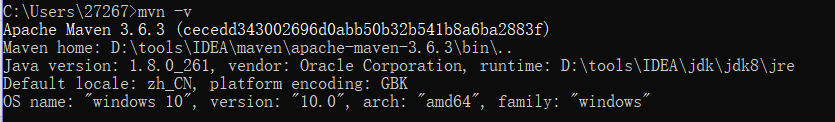 C:\Users\27267>mvn -v
Apache Maven 3.6.3 (cecedd343002696d0abb50b32b541b8a6ba2883f)
Maven home: D:\tools\IDEA\maven\apache-maven-3.6.3\bin\..
Java version: 1.8.0_261, vendor: Oracle Corporation, runtime: D:\tools\IDEA\jdk\jdk8\jre
Default locale: zh_CN, platform encoding: GBK
OS name: "windows 10", version: "10.0", arch: "amd64", family: "windows"